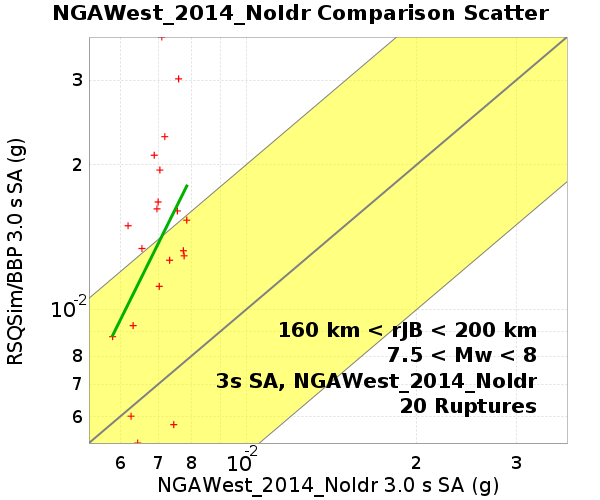 NGAWest_2014_NoIdr Comparison Scatter
RSQSim/BBP 3.0 s SA (g)
3
2
10-2
8
7
6
160 km < rJB < 200 km
7.5 < Mw < 8
3s SA, NGAWest_2014_NoIdr
20 Ruptures
6 7 8 10-2 2 3
NGAWest_2014_NoIdr 3.0 s SA (g)